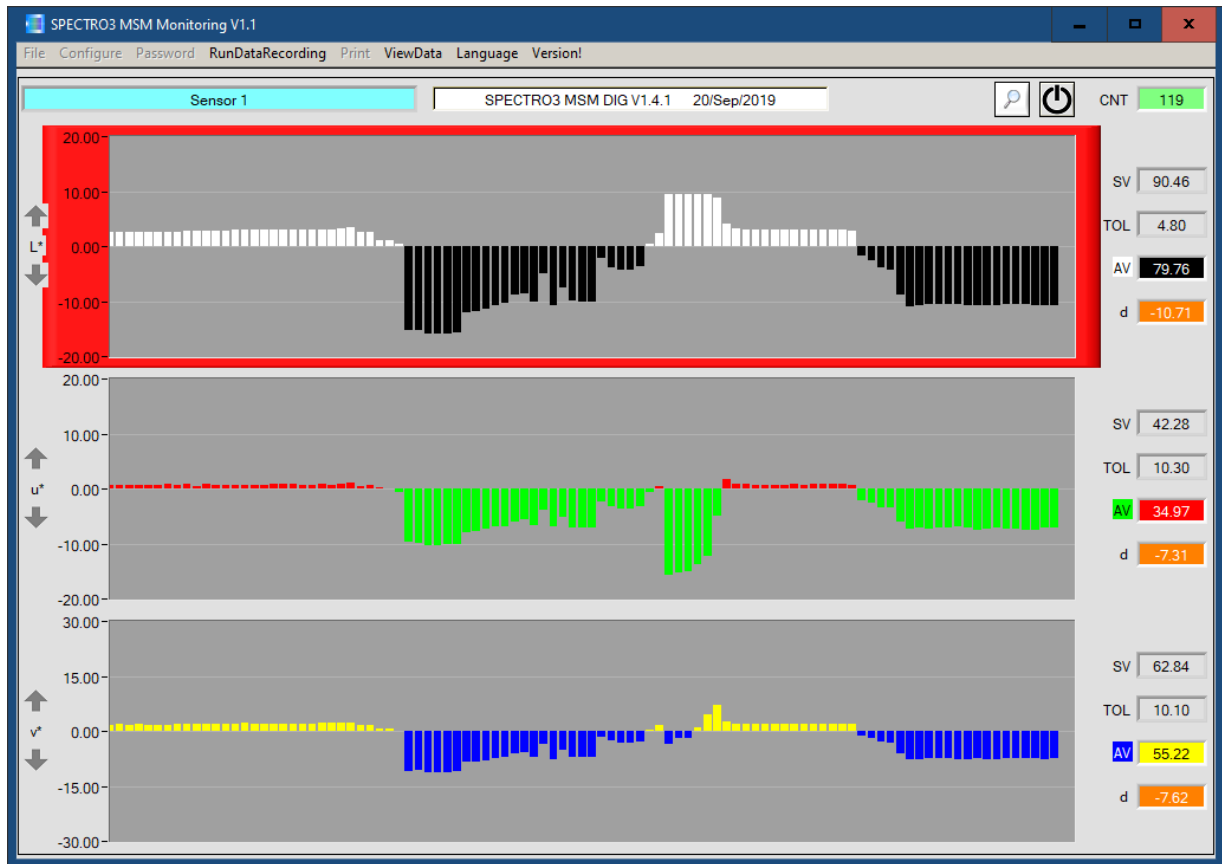 SPECTRO3 MSM Monitoring V1.1
File Configure Password RunDataRecording Print ViewData Language Version!
Sensor 1 SPECTRO3 MSM DIG V1.4.1 20/Sep/2019 CNT 119
20.00
10.00
L* 0.00
-10.00
-20.00
SV 90.46
TOL 4.80
AV 79.76
d -10.71
20.00
10.00
u* 0.00
-10.00
-20.00
SV 42.28
TOL 10.30
AV 34.97
d -7.31
30.00
15.00
v* 0.00
-15.00
-30.00
SV 62.84
TOL 10.10
AV 55.22
d -7.62